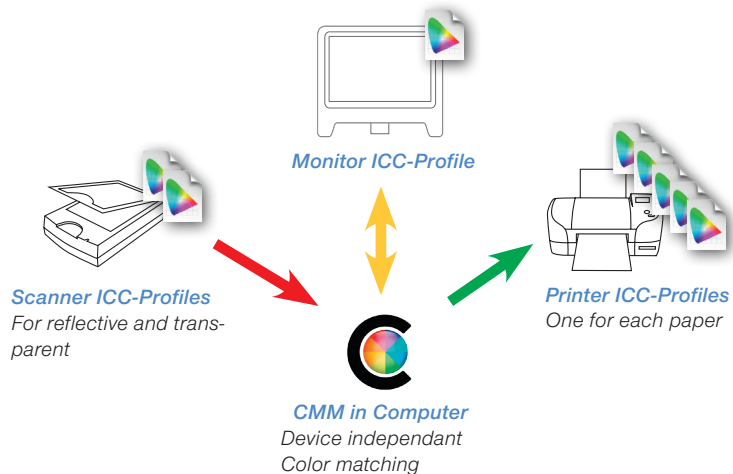 Monitor ICC-Profile
Scanner ICC-Profiles
For reflective and trans-
parent
Printer ICC-Profiles
One for each paper
CMM in Computer
Device independant
Color matching